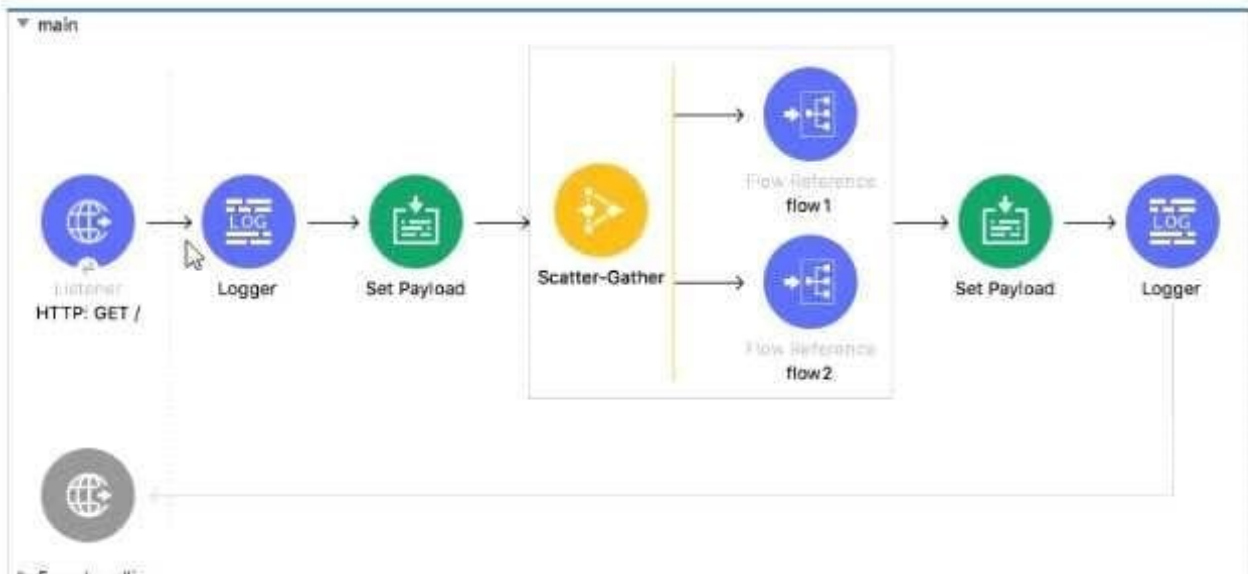 main
Flow Reference
flow1
LOG
LOG
Listener
HTTP: GET /
Logger
Set Payload
Scatter-Gather
Set Payload
Logger
Flow Reference
flow2